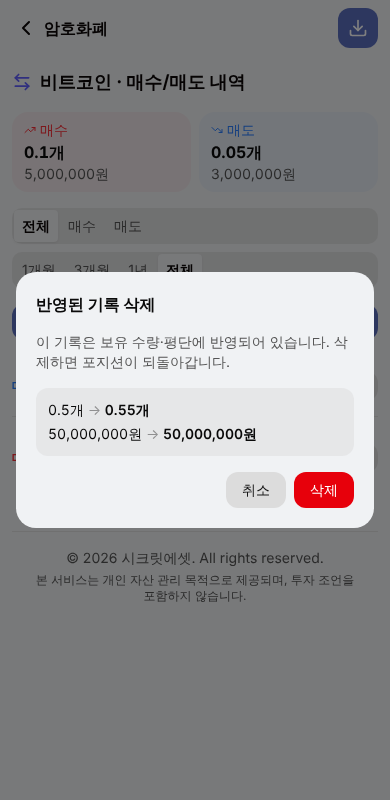 암호화폐
비트코인 · 매수/매도 내역
매수
0.1개
5,000,000원
매도
0.05개
3,000,000원
전체 매수 매도
1개월 3개월 1년 전체
반영된 기록 삭제
이 기록은 보유 수량·평단에 반영되어 있습니다. 삭
제하면 포지션이 되돌아갑니다.
0.5개 → 0.55개
50,000,000원 → 50,000,000원
취소 삭제
© 2026 시크릿에셋. All rights reserved.
본 서비스는 개인 자산 관리 목적으로 제공되며, 투자 조언을
포함하지 않습니다.